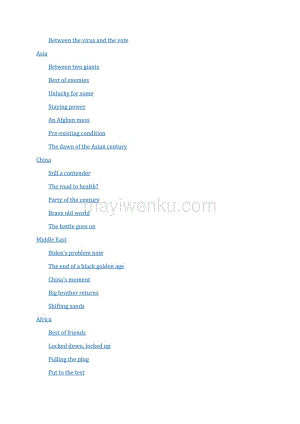 Between the virus and the vote
Asia
Between two giants
Best of enemies
Unlucky for some
Staying power
An Afghan mess
Pre-existing condition
The dawn of the Asian century
China
Still a contender
The road to health?
Party of the century
Brave old world
The battle goes on
Middle East
Biden's problem now
The end of a black golden age
China's moment
Big brother returns
Shifting sands
Africa
Best of friends
Locked down, locked up
Pulling the plug
Put to the test
mayiwenku.com